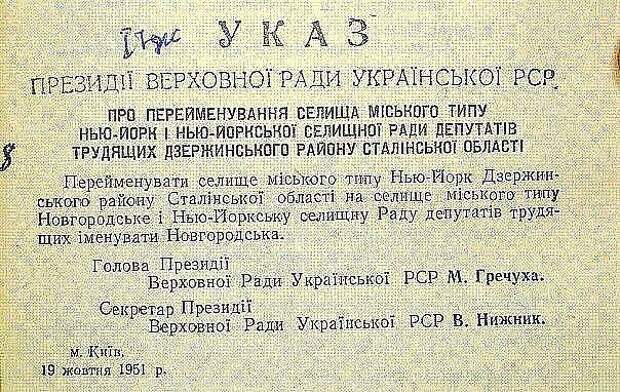 УКАЗ
ПРЕЗИДІЇ ВЕРХОВНОЇ РАДИ УКРАЇНСЬКОЇ РСР
ПРО ПЕРЕЙМЕНУВАННЯ СЕЛИЩА МІСЬКОГО ТИПУ
НЬЮ-ЙОРК І НЬЮ-ЙОРКСЬКОЇ СЕЛИЩНОЇ РАДИ ДЕПУТАТІВ
ТРУДЯЩИХ ДЗЕРЖИНСЬКОГО РАЙОНУ СТАЛІНСЬКОЇ ОБЛАСТІ
Перейменувати селище міського типу Нью-Йорк Дзержин-
ського району Сталінської області на селище міського типу
Новгородське і Нью-Йоркську селищну Раду депутатів трудя-
щих іменувати Новгородська.
Голова Президії
Верховної Ради Української РСР М. Гречуха.
Секретар Президії
Верховної Ради Української РСР В. Нижник.
м. Київ.
19 жовтня 1951 р.